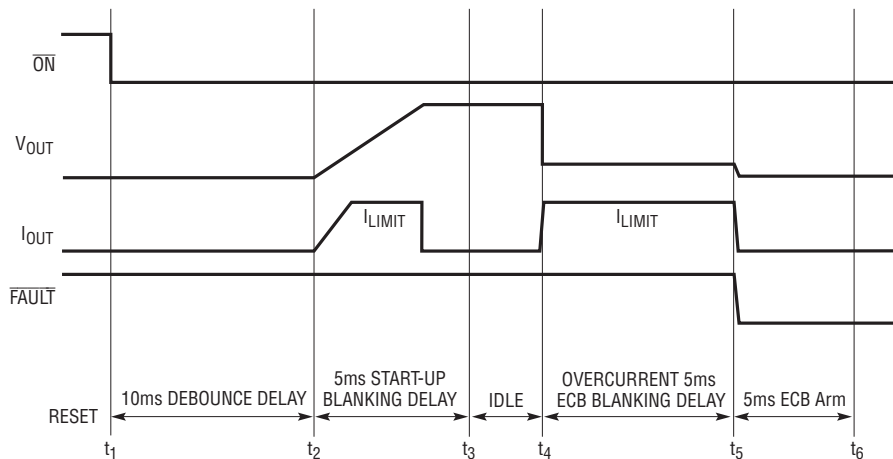 ON
VOUT
IOUT
ILIMIT
ILIMIT
FAULT
RESET
10ms DEBOUNCE DELAY
5ms START-UP
BLANKING DELAY
IDLE
OVERCURRENT 5ms
ECB BLANKING DELAY
5ms ECB Arm
t1
t2
t3
t4
t5
t6